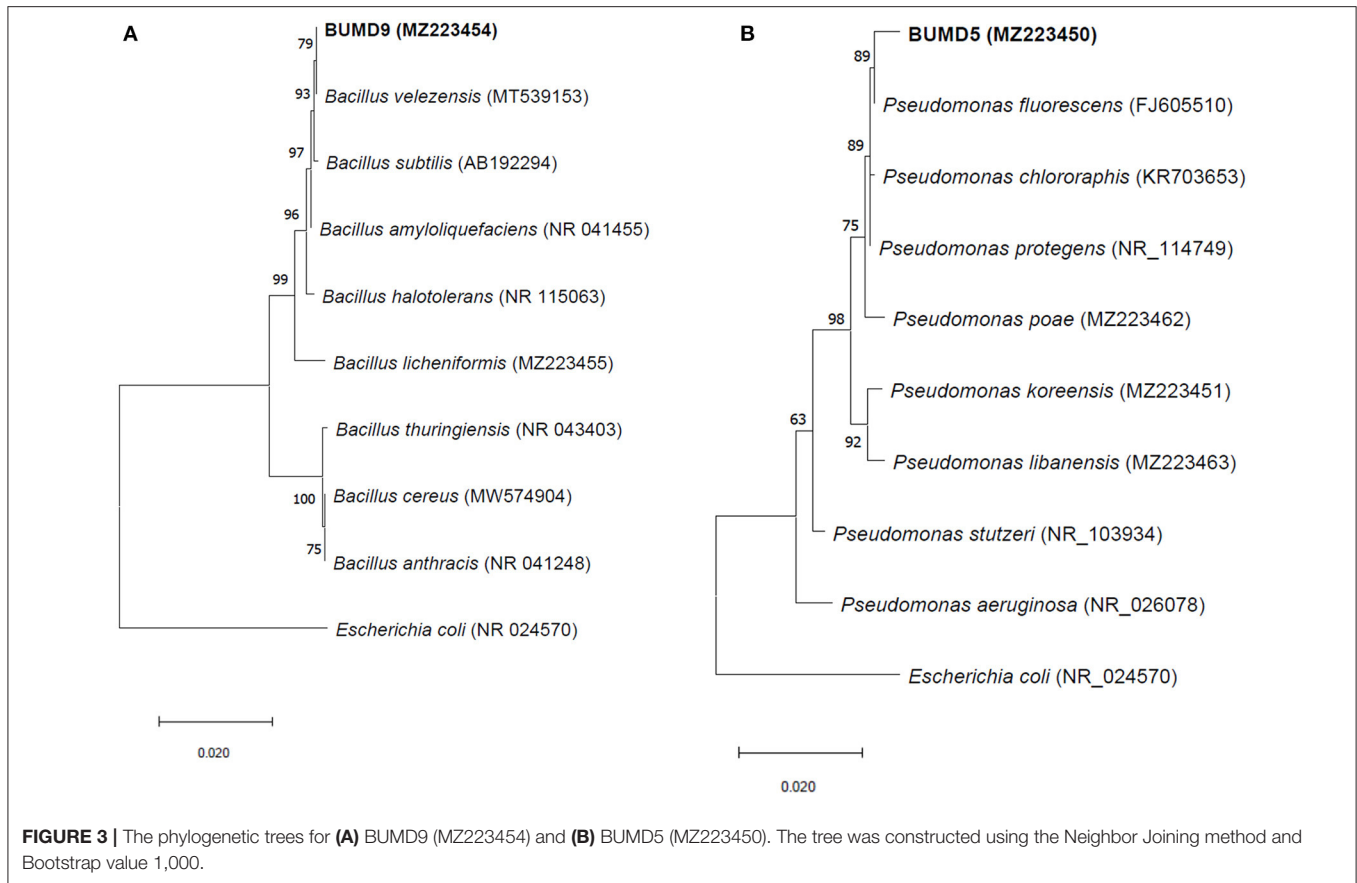 A
BUMD9 (MZ223454)
79
Bacillus velezensis (MT539153)
93
Bacillus subtilis (AB192294)
97
Bacillus amyloliquefaciens (NR 041455)
96
Bacillus halotolerans (NR 115063)
99
Bacillus licheniformis (MZ223455)
Bacillus thuringiensis (NR 043403)
100
Bacillus cereus (MW574904)
75
Bacillus anthracis (NR 041248)
Escherichia coli (NR 024570)
0.020
B
BUMD5 (MZ223450)
89
Pseudomonas fluorescens (FJ605510)
89
Pseudomonas chlororaphis (KR703653)
75
Pseudomonas protegens (NR_114749)
Pseudomonas poae (MZ223462)
98
Pseudomonas koreensis (MZ223451)
63
92
Pseudomonas libanensis (MZ223463)
Pseudomonas stutzeri (NR_103934)
Pseudomonas aeruginosa (NR_026078)
Escherichia coli (NR_024570)
0.020
FIGURE 3 | The phylogenetic trees for (A) BUMD9 (MZ223454) and (B) BUMD5 (MZ223450). The tree was constructed using the Neighbor Joining method and
Bootstrap value 1,000.